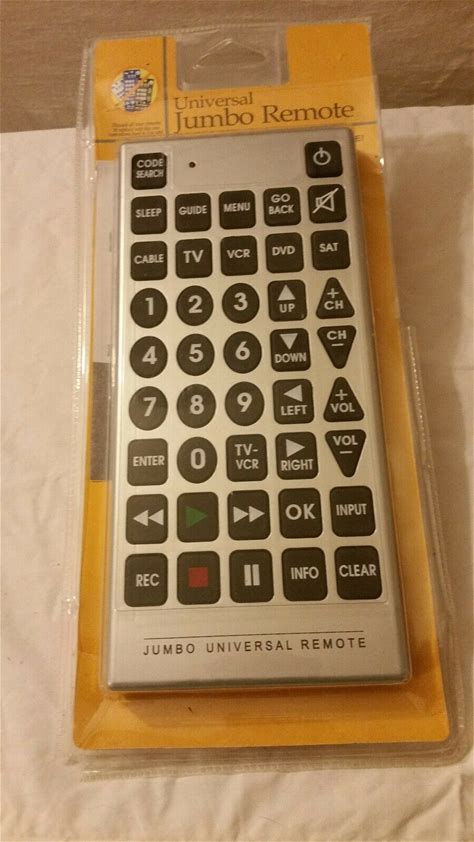 Universal
Jumbo Remote
CODE
SEARCH
SLEEP GUIDE MENU GO BACK
CABLE TV VCR DVD SAT
1 2 3 UP + CH
4 5 6 DOWN CH −
7 8 9 LEFT + VOL
ENTER 0 TV-VCR RIGHT VOL −
OK INPUT
REC INFO CLEAR
JUMBO UNIVERSAL REMOTE